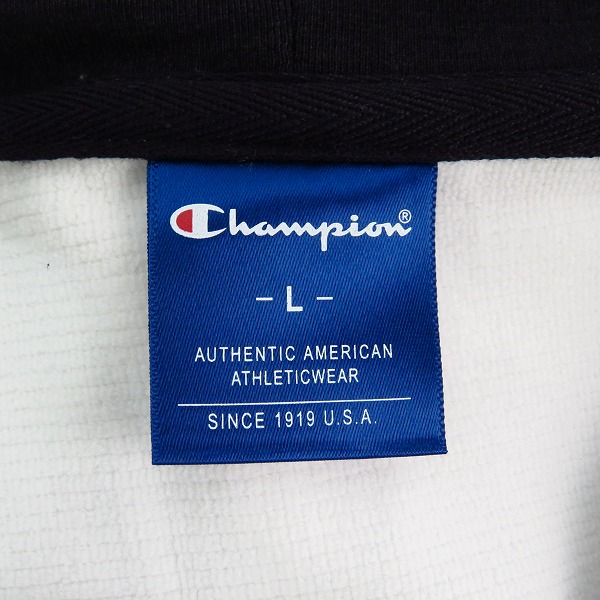 Champion®
- L -
AUTHENTIC AMERICAN
ATHLETICWEAR
SINCE 1919 U.S.A.